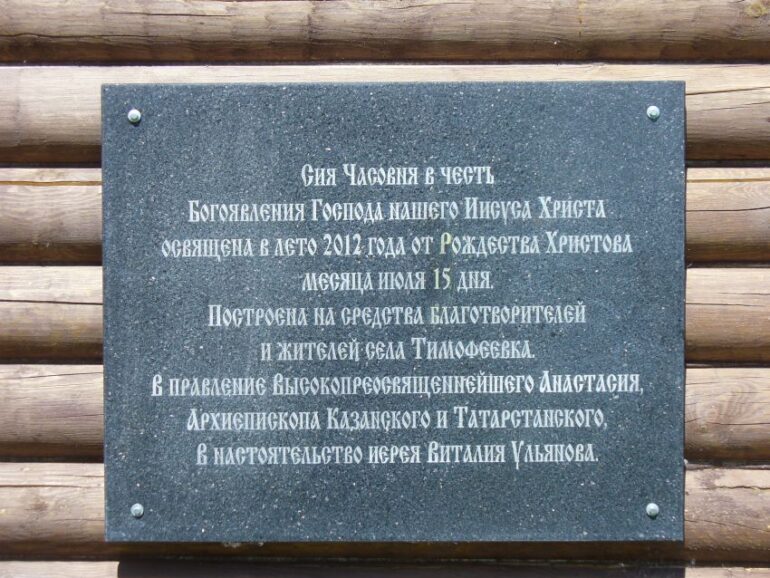 Сия Часовня в честь
Богоявления Господа нашего Иисуса Христа
освящена в лето 2012 года от Рождества Христова
месяца июля 15 дня.
Построена на средства благотворителей
и жителей села Тимофеевка.
В правление Высокопреосвященнейшего Анастасия,
Архиепископа Казанского и Татарстанского,
В настоятельство иерея Виталия Ульянова.